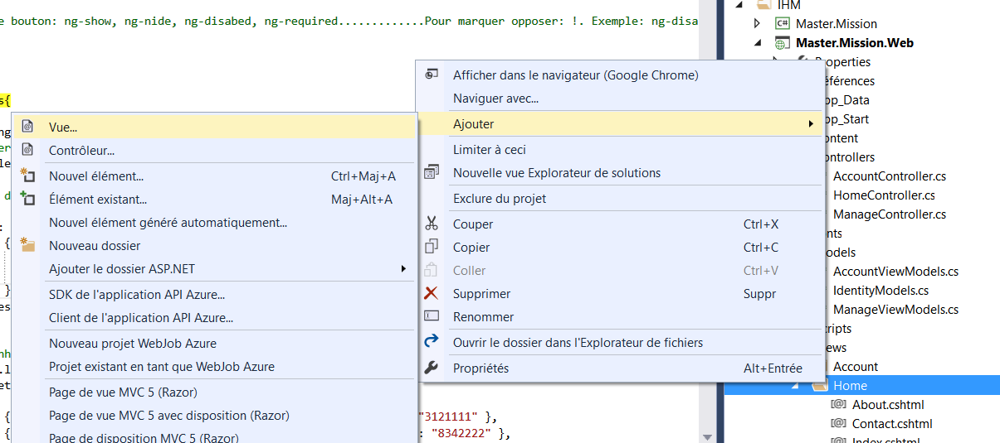 e bouton: ng-show, ng-nide, ng-disabed, ng-required.............Pour marquer opposer: !. Exemple: ng-disa
s{
ng
er
le
d
:
{
}
es
nh
.l
et
{ "3121111" },
{ : "8342222" },
Vue...
Contrôleur...
Nouvel élément... Ctrl+Maj+A
Élément existant... Maj+Alt+A
Nouvel élément généré automatiquement...
Nouveau dossier
Ajouter le dossier ASP.NET
SDK de l'application API Azure...
Client de l'application API Azure...
Nouveau projet WebJob Azure
Projet existant en tant que WebJob Azure
Page de vue MVC 5 (Razor)
Page de vue MVC 5 avec disposition (Razor)
Page de disposition MVC 5 (Razor)
Afficher dans le navigateur (Google Chrome)
Naviguer avec...
Ajouter
Limiter à ceci
Nouvelle vue Explorateur de solutions
Exclure du projet
Couper Ctrl+X
Copier Ctrl+C
Coller Ctrl+V
Supprimer Suppr
Renommer
Ouvrir le dossier dans l'Explorateur de fichiers
Propriétés Alt+Entrée
IHM
C# Master.Mission
Master.Mission.Web
Properties
éférences
pp_Data
pp_Start
ontent
ontrollers
AccountController.cs
HomeController.cs
ManageController.cs
nts
odels
AccountViewModels.cs
IdentityModels.cs
ManageViewModels.cs
cripts
ews
Account
Home
About.cshtml
Contact.cshtml
Index.cshtml